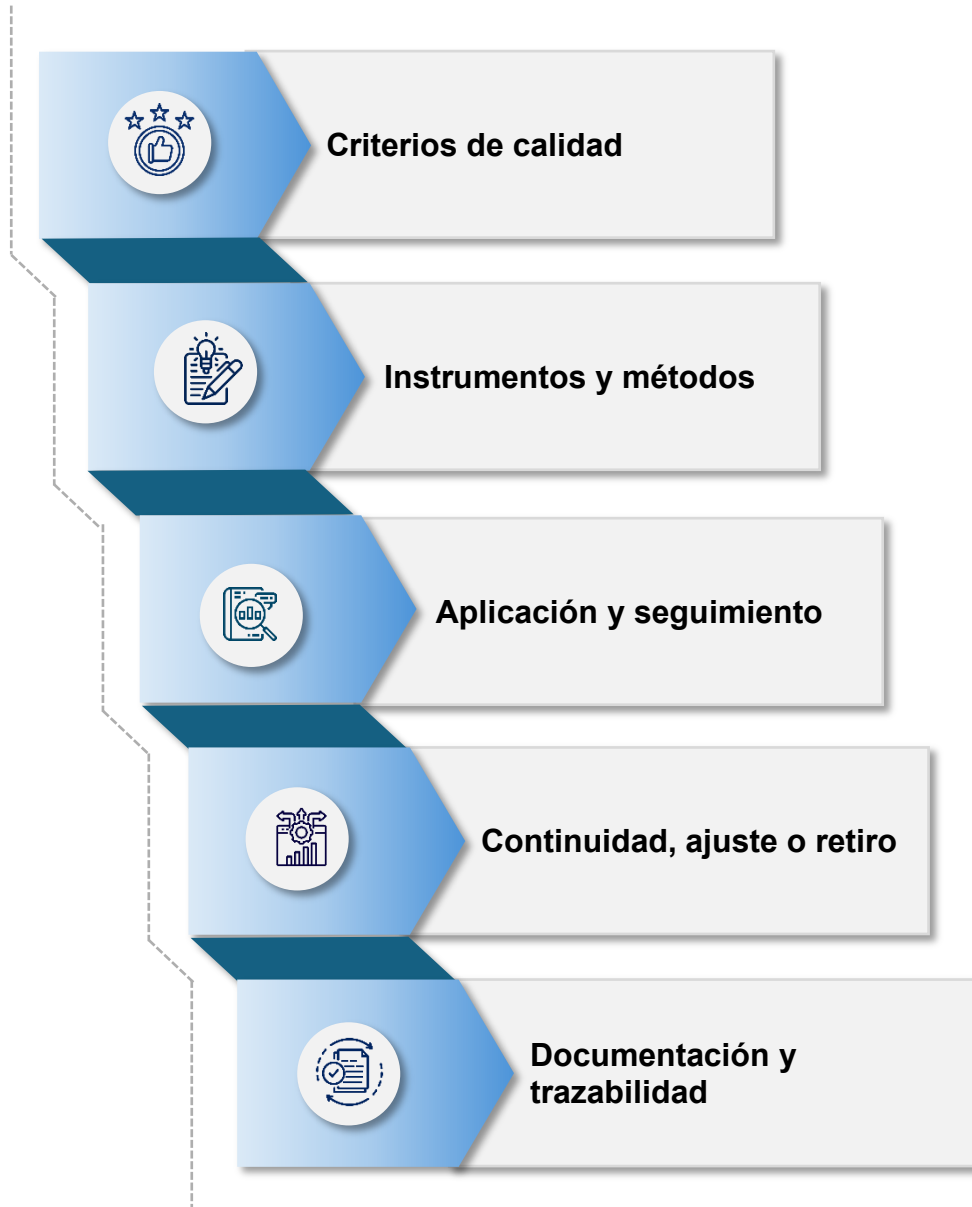 Criterios de calidad
Instrumentos y métodos
Aplicación y seguimiento
Continuidad, ajuste o retiro
Documentación y
trazabilidad